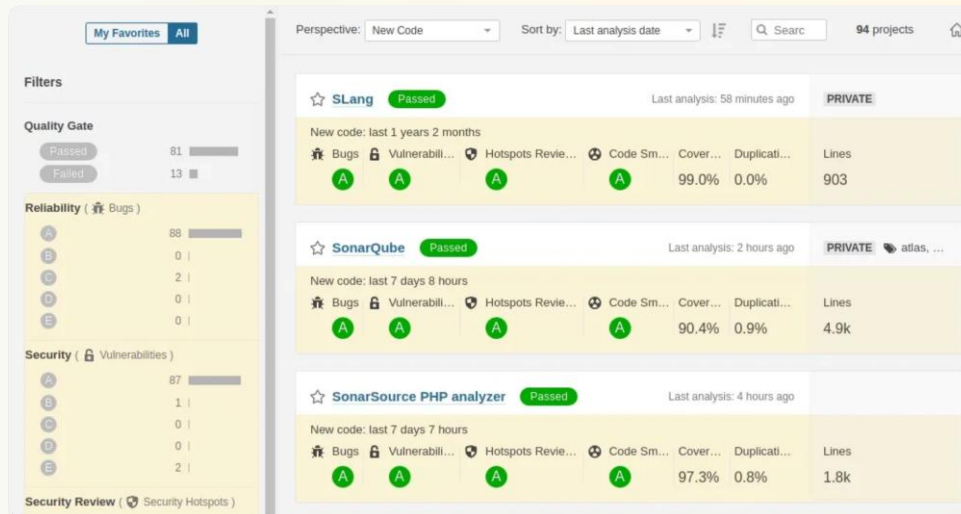 My Favorites All
Filters
Quality Gate
Passed 81
Failed 13
Reliability ( Bugs )
A 88
B 0
C 2
D 0
E 0
Security ( Vulnerabilities )
A 87
B 1
C 0
D 0
E 2
Security Review ( Security Hotspots )
Perspective: New Code Sort by: Last analysis date Searc 94 projects
SLang Passed Last analysis: 58 minutes ago PRIVATE
New code: last 1 years 2 months
Bugs Vulnerabili... Hotspots Revie... Code Sm... Cover... Duplicati... Lines
A A A A 99.0% 0.0% 903
SonarQube Passed Last analysis: 2 hours ago PRIVATE atlas, ...
New code: last 7 days 8 hours
Bugs Vulnerabili... Hotspots Revie... Code Sm... Cover... Duplicati... Lines
A A A A 90.4% 0.9% 4.9k
SonarSource PHP analyzer Passed Last analysis: 4 hours ago
New code: last 7 days 7 hours
Bugs Vulnerabili... Hotspots Revie... Code Sm... Cover... Duplicati... Lines
A A A A 97.3% 0.8% 1.8k